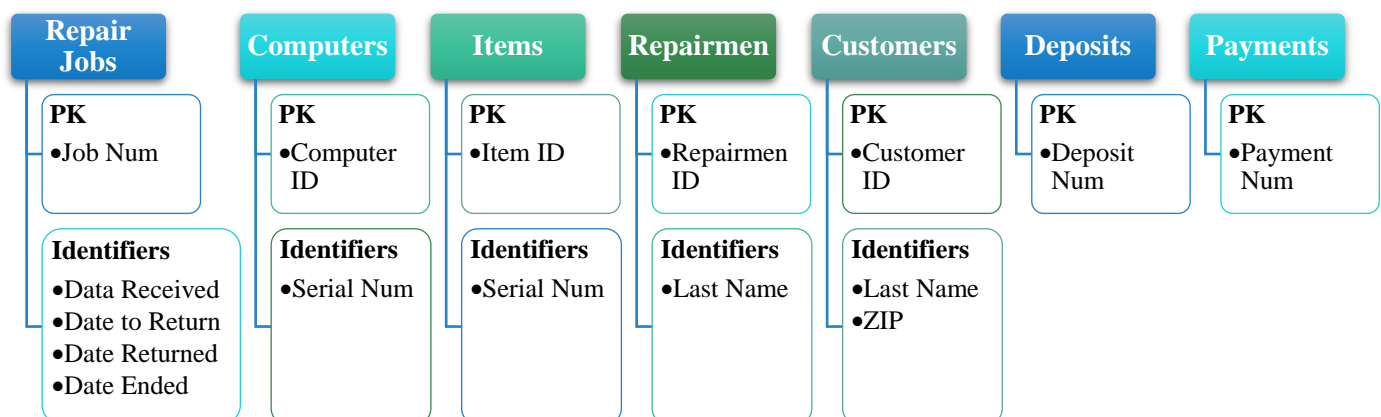 Repair
Jobs
PK
•Job Num
Identifiers
•Data Received
•Date to Return
•Date Returned
•Date Ended
Computers
PK
•Computer
ID
Identifiers
•Serial Num
Items
PK
•Item ID
Identifiers
•Serial Num
Repairmen
PK
•Repairmen
ID
Identifiers
•Last Name
Customers
PK
•Customer
ID
Identifiers
•Last Name
•ZIP
Deposits
PK
•Deposit
Num
Payments
PK
•Payment
Num